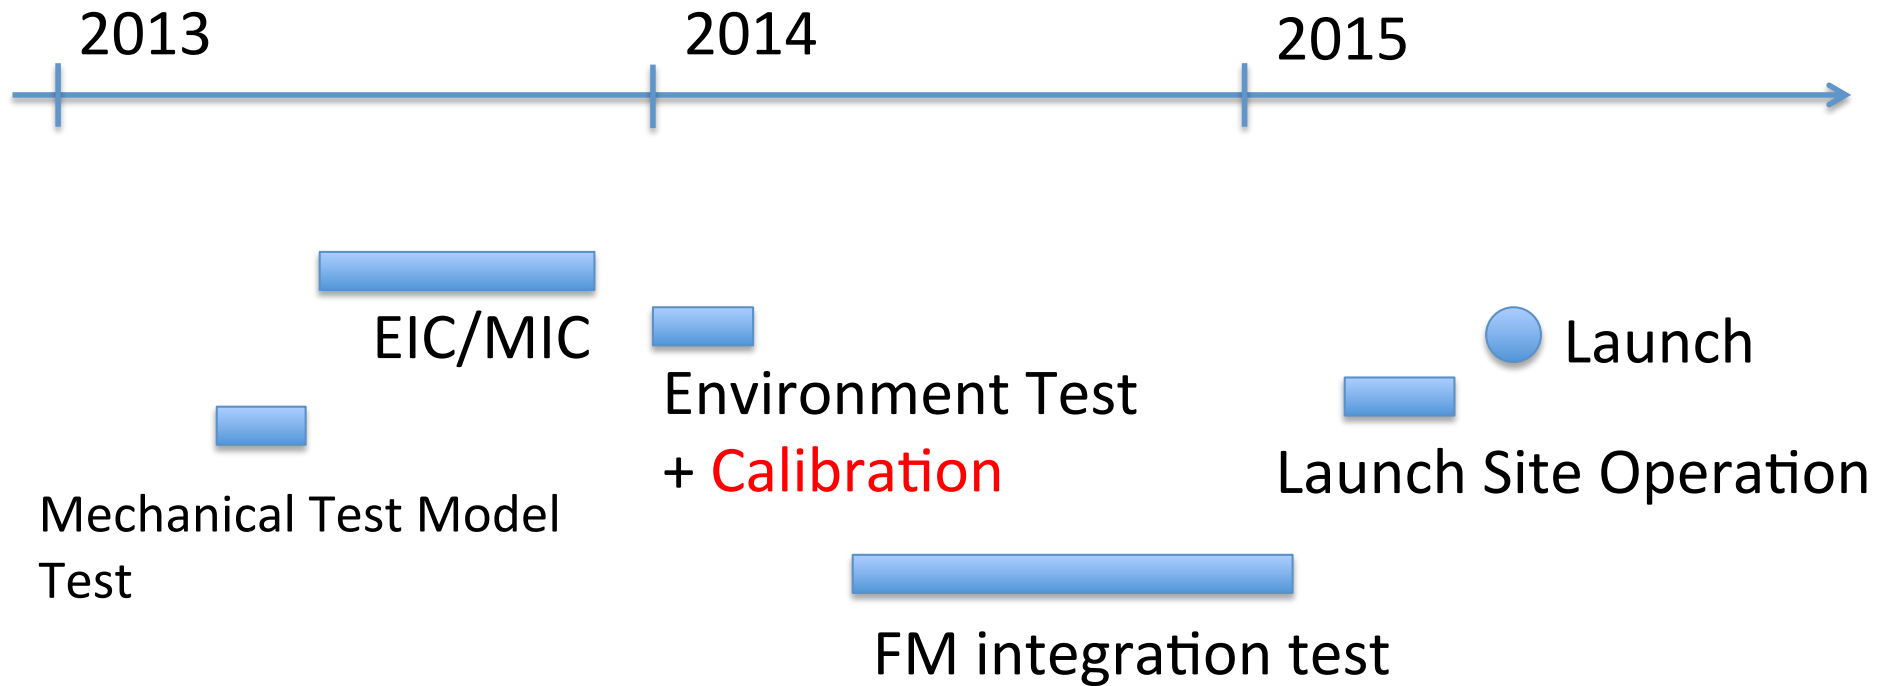 2013
2014
2015
EIC/MIC
Launch
Environment Test
+ Calibration
Launch Site Operation
Mechanical Test Model
Test
FM integration test